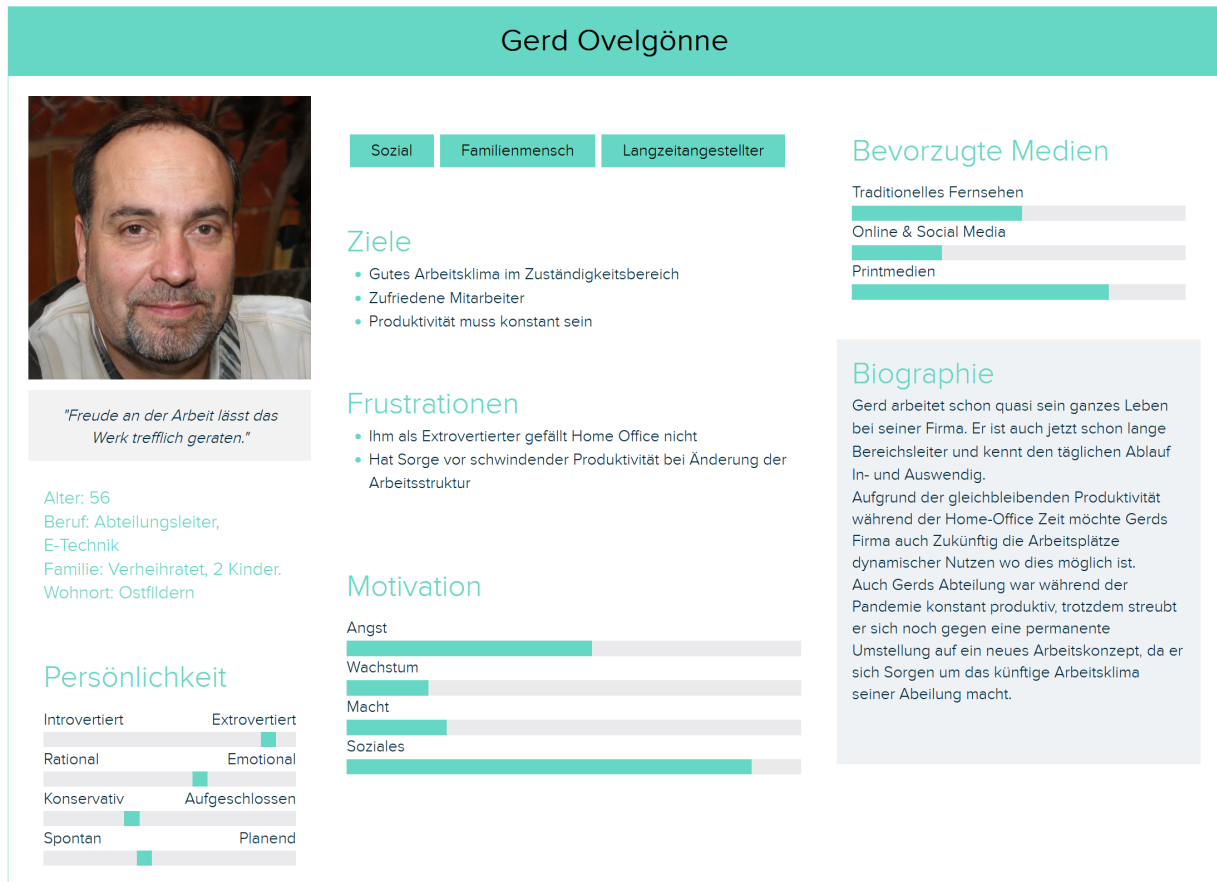 Gerd Ovelgönne
"Freude an der Arbeit lässt das
Werk trefflich geraten."
Alter: 56
Beruf: Abteilungsleiter,
E-Technik
Familie: Verheihratet, 2 Kinder.
Wohnort: Ostfildern
Persönlichkeit
Introvertiert Extrovertiert
Rational Emotional
Konservativ Aufgeschlossen
Spontan Planend
Sozial Familienmensch Langzeitangestellter
Ziele
Gutes Arbeitsklima im Zuständigkeitsbereich
Zufriedene Mitarbeiter
Produktivität muss konstant sein
Frustrationen
Ihm als Extrovertierter gefällt Home Office nicht
Hat Sorge vor schwindender Produktivität bei Änderung der
Arbeitsstruktur
Motivation
Angst
Wachstum
Macht
Soziales
Bevorzugte Medien
Traditionelles Fernsehen
Online & Social Media
Printmedien
Biographie
Gerd arbeitet schon quasi sein ganzes Leben
bei seiner Firma. Er ist auch jetzt schon lange
Bereichsleiter und kennt den täglichen Ablauf
In- und Auswendig.
Aufgrund der gleichbleibenden Produktivität
während der Home-Office Zeit möchte Gerds
Firma auch Zukünftig die Arbeitsplätze
dynamischer Nutzen wo dies möglich ist.
Auch Gerds Abteilung war während der
Pandemie konstant produktiv, trotzdem streubt
er sich noch gegen eine permanente
Umstellung auf ein neues Arbeitskonzept, da er
sich Sorgen um das künftige Arbeitsklima
seiner Abeilung macht.